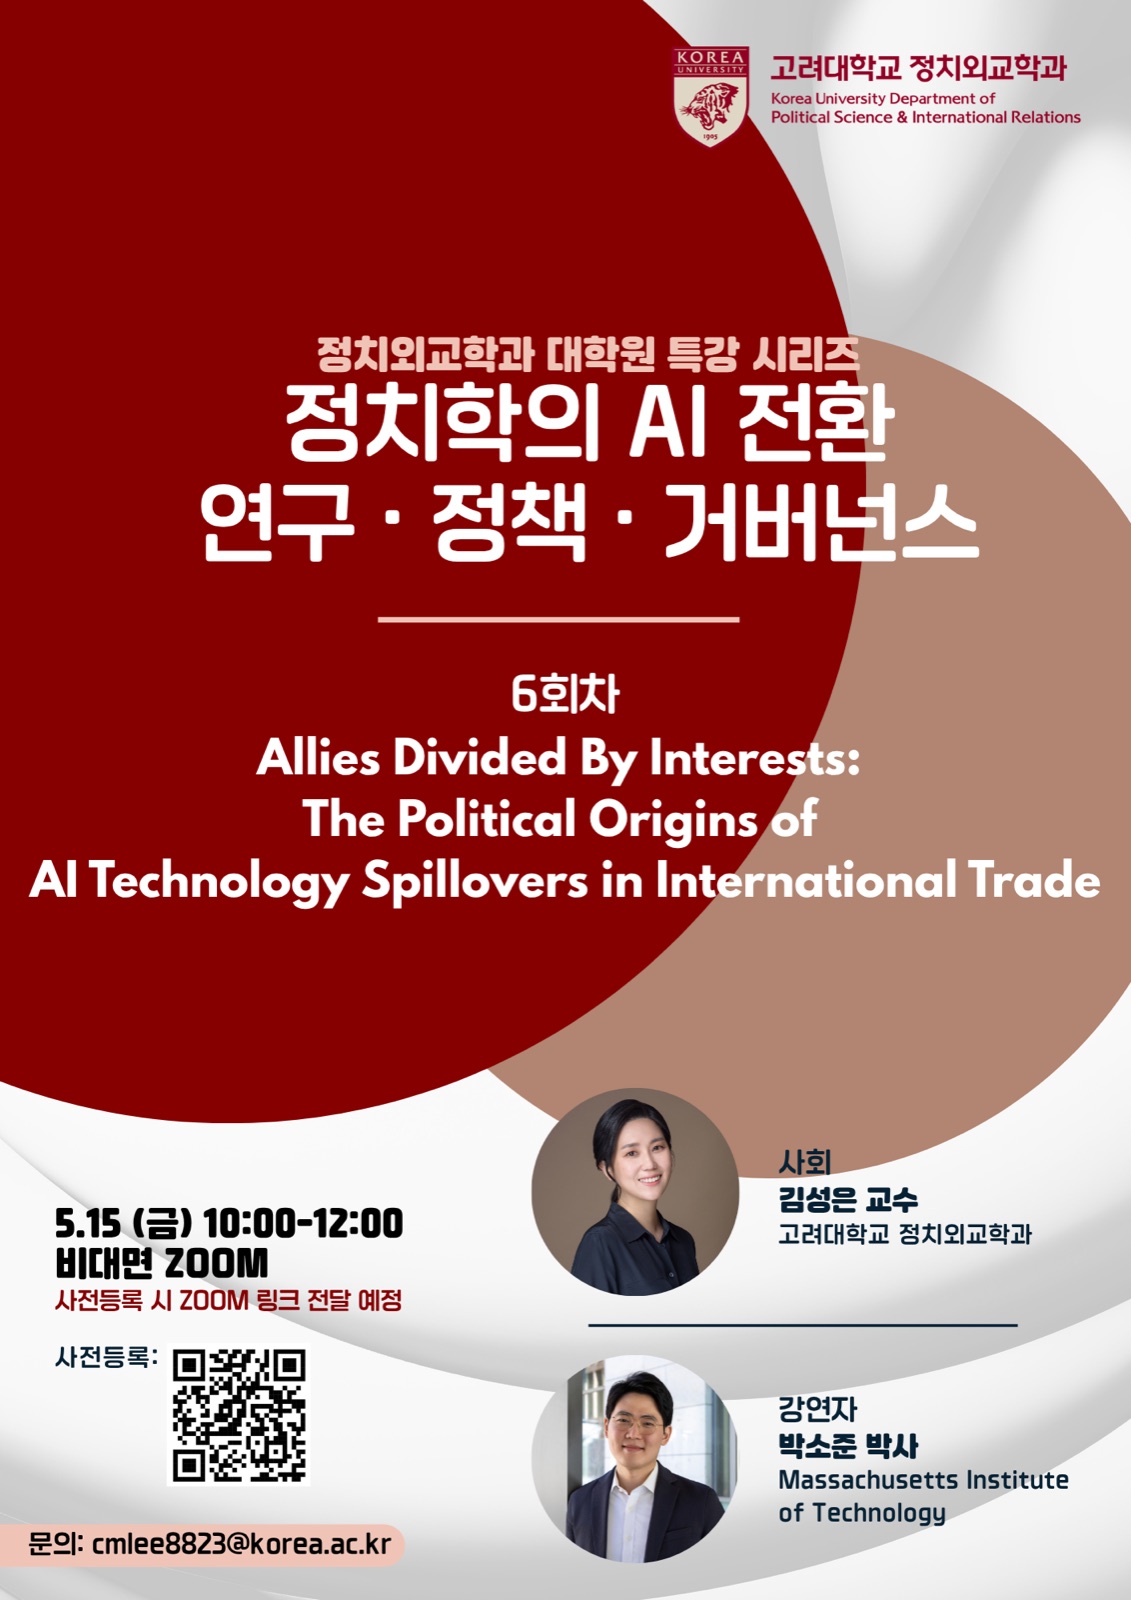 KOREA
UNIVERSITY
1905
고려대학교 정치외교학과
Korea University Department of
Political Science & International Relations
정치외교학과 대학원 특강 시리즈
정치학의 AI 전환
연구 · 정책 · 거버넌스
6회차
Allies Divided By Interests:
The Political Origins of
AI Technology Spillovers in International Trade
사회
김성은 교수
고려대학교 정치외교학과
5.15 (금) 10:00-12:00
비대면 ZOOM
사전등록 시 ZOOM 링크 전달 예정
사전등록:
강연자
박소준 박사
Massachusetts Institute
of Technology
문의: cmlee8823@korea.ac.kr